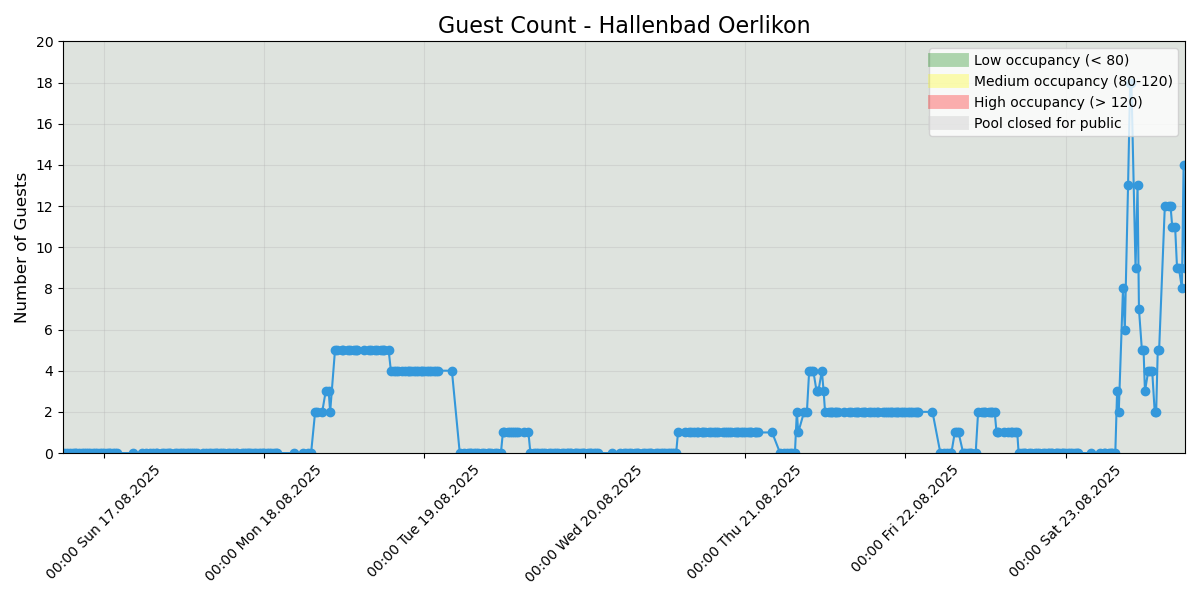 Guest Count - Hallenbad Oerlikon
Number of Guests
20
18
16
14
12
10
8
6
4
2
0
Low occupancy (< 80)
Medium occupancy (80-120)
High occupancy (> 120)
Pool closed for public
00:00 Sun 17.08.2025
00:00 Mon 18.08.2025
00:00 Tue 19.08.2025
00:00 Wed 20.08.2025
00:00 Thu 21.08.2025
00:00 Fri 22.08.2025
00:00 Sat 23.08.2025